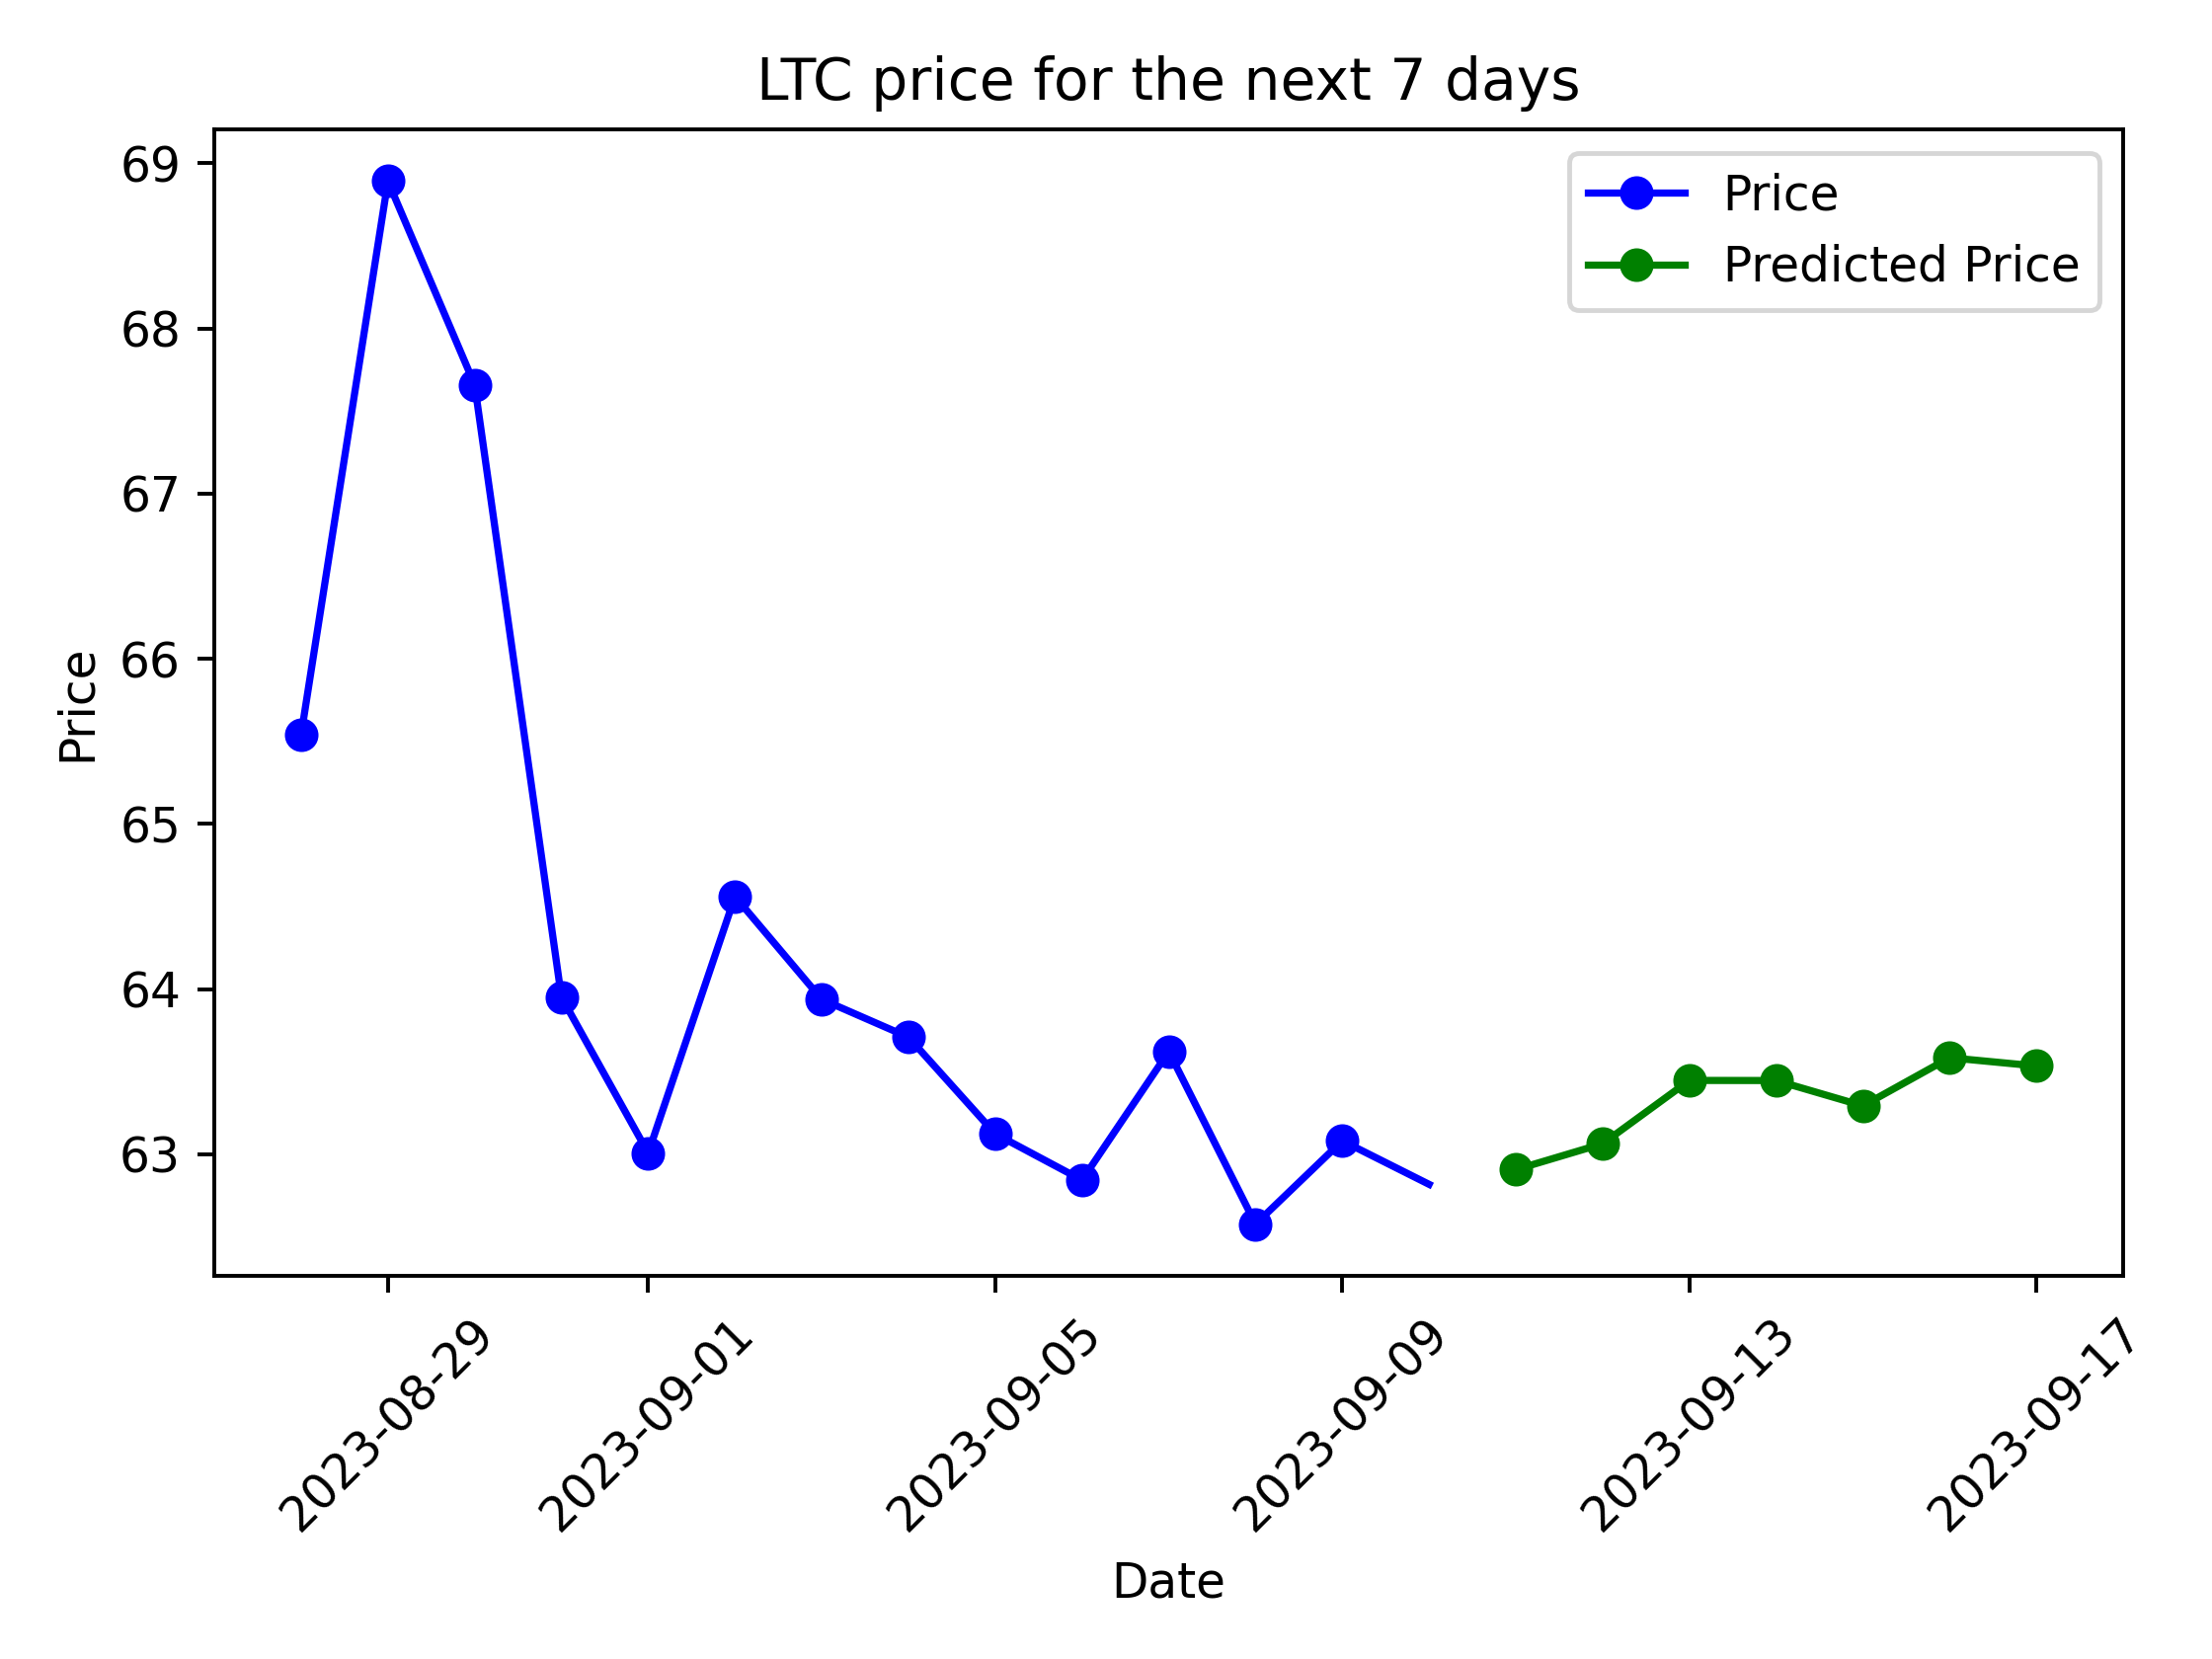 LTC price for the next 7 days
Price
Predicted Price
69
68
67
66
65
64
63
Price
2023-08-29
2023-09-01
2023-09-05
2023-09-09
2023-09-13
2023-09-17
Date